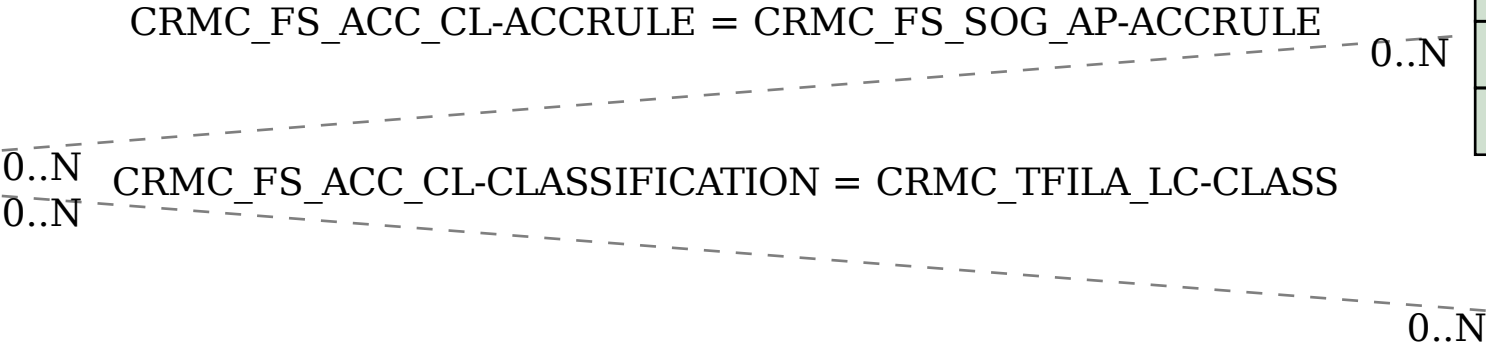 CRMC_FS_ACC_CL-ACCRULE = CRMC_FS_SOG_AP-ACCRULE
0..N
0..N
CRMC_FS_ACC_CL-CLASSIFICATION = CRMC_TFILA_LC-CLASS
0..N
0..N